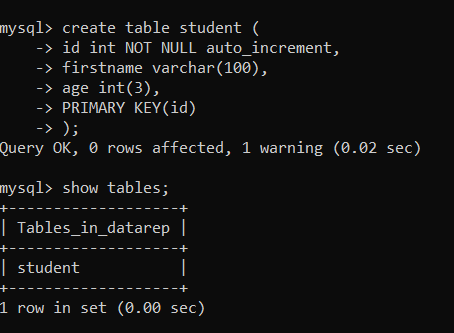 mysql> create table student (
    -> id int NOT NULL auto_increment,
    -> firstname varchar(100),
    -> age int(3),
    -> PRIMARY KEY(id)
    -> );
Query OK, 0 rows affected, 1 warning (0.02 sec)

mysql> show tables;
+-------------------+
| Tables_in_datarep |
+-------------------+
| student           |
+-------------------+
1 row in set (0.00 sec)